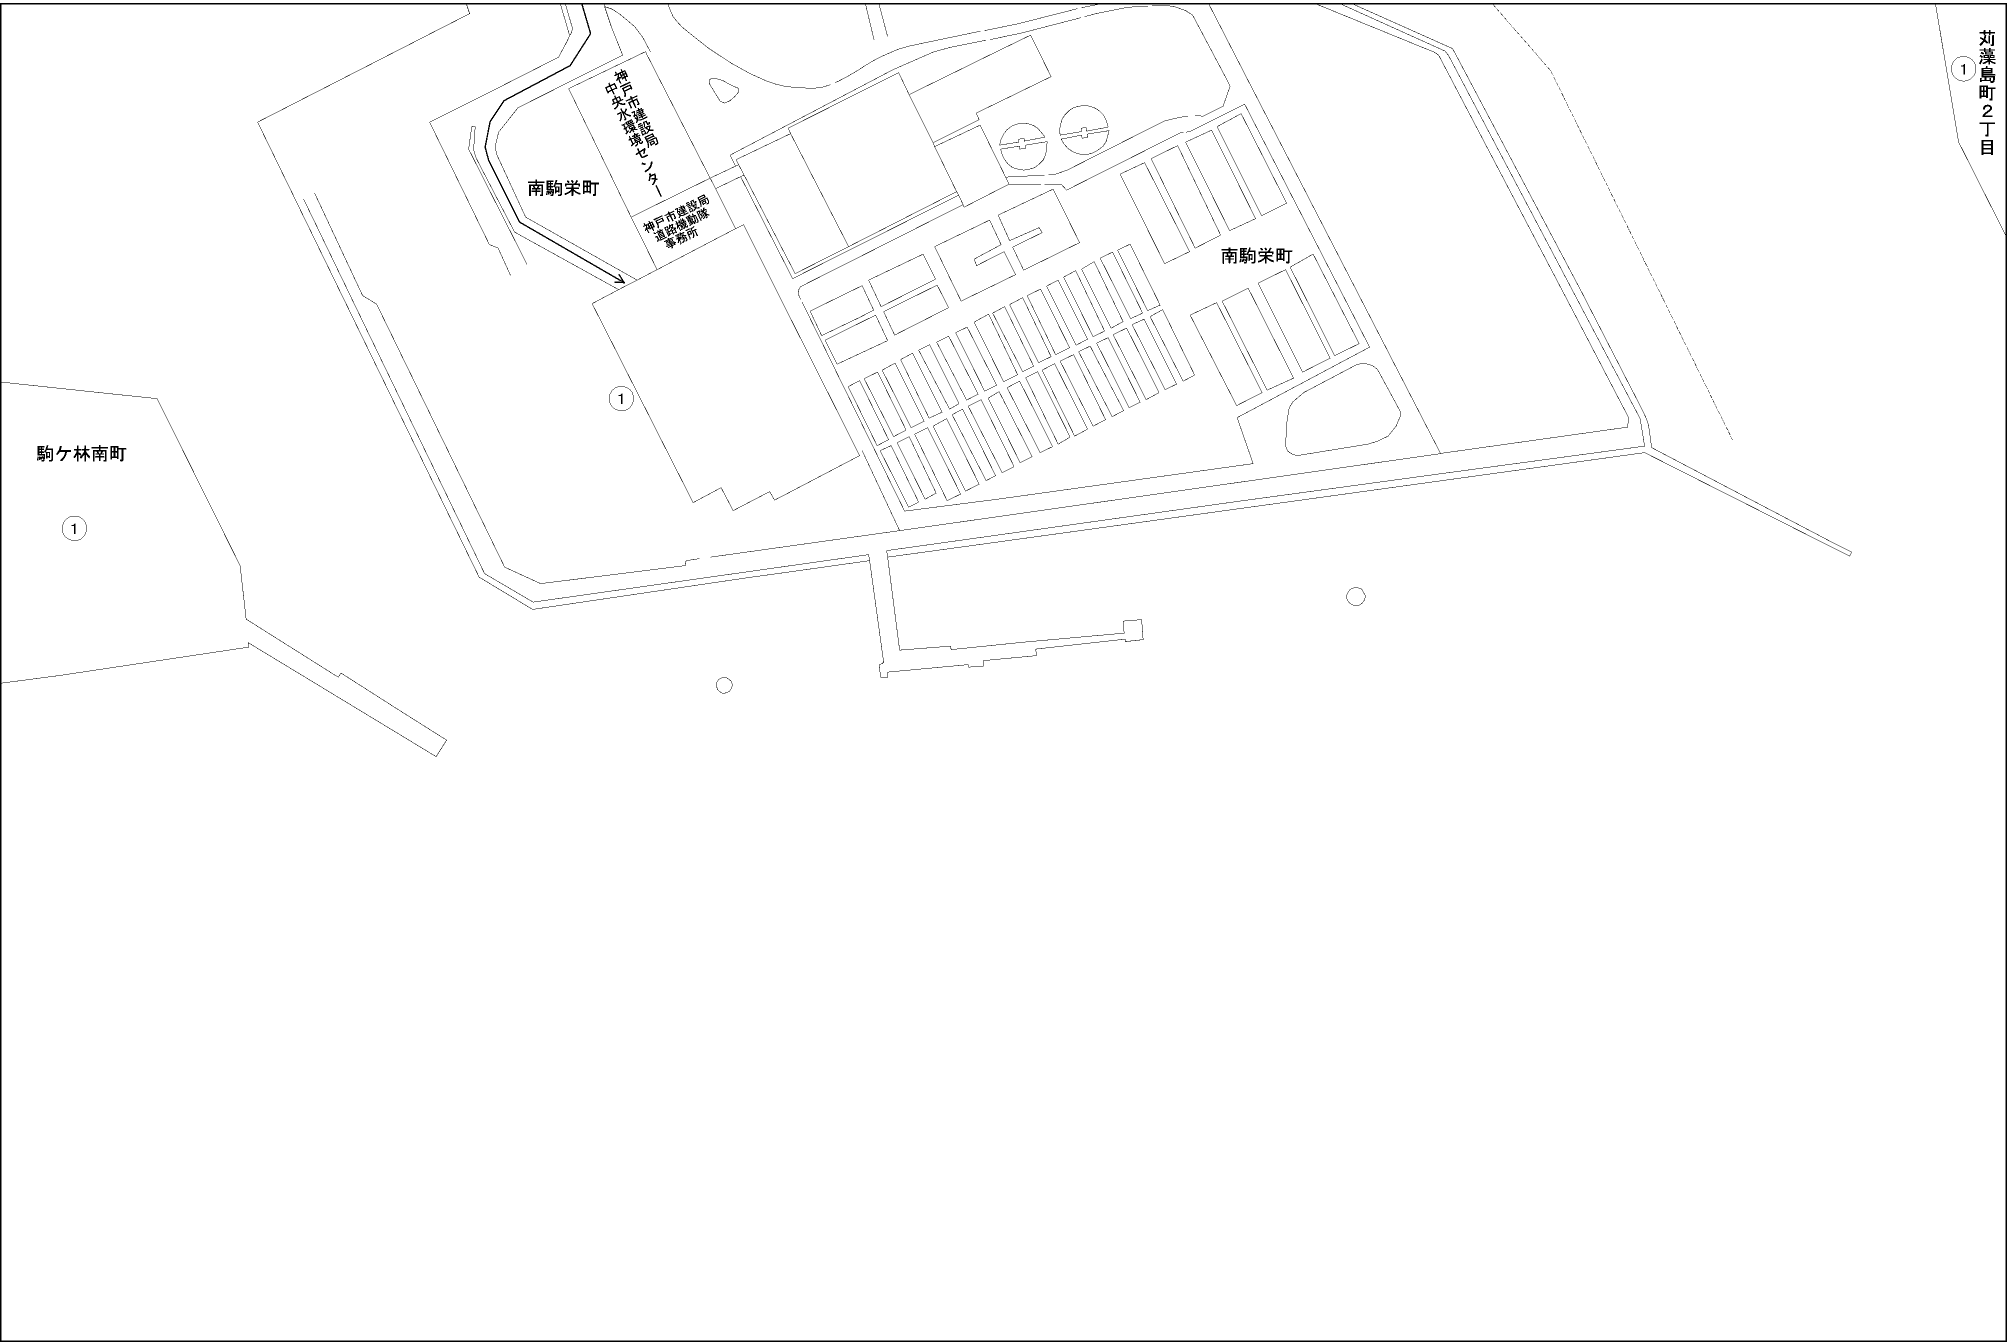 苅藻島町2丁目
1
神戸市建設局
中央水環境センター
南駒栄町
神戸市建設局
道路機動隊
事務所
南駒栄町
1
駒ケ林南町
1